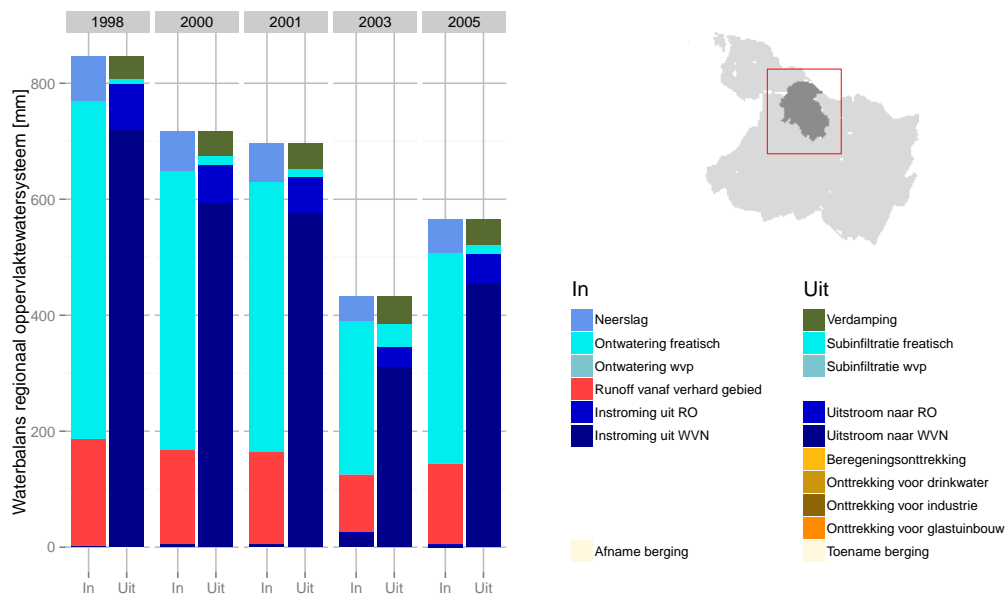 1998 2000 2001 2003 2005
Waterbalans regionaal oppervlaktewatersysteem [mm]
800
600
400
200
0
In Uit In Uit In Uit In Uit In Uit
In
Neerslag
Ontwatering freatisch
Ontwatering wvp
Runoff vanaf verhard gebied
Instroming uit RO
Instroming uit WVN
Afname berging
Uit
Verdamping
Subinfiltratie freatisch
Subinfiltratie wvp
Uitstroom naar RO
Uitstroom naar WVN
Beregeningsonttrekking
Onttrekking voor drinkwater
Onttrekking voor industrie
Onttrekking voor glastuinbouw
Toename berging